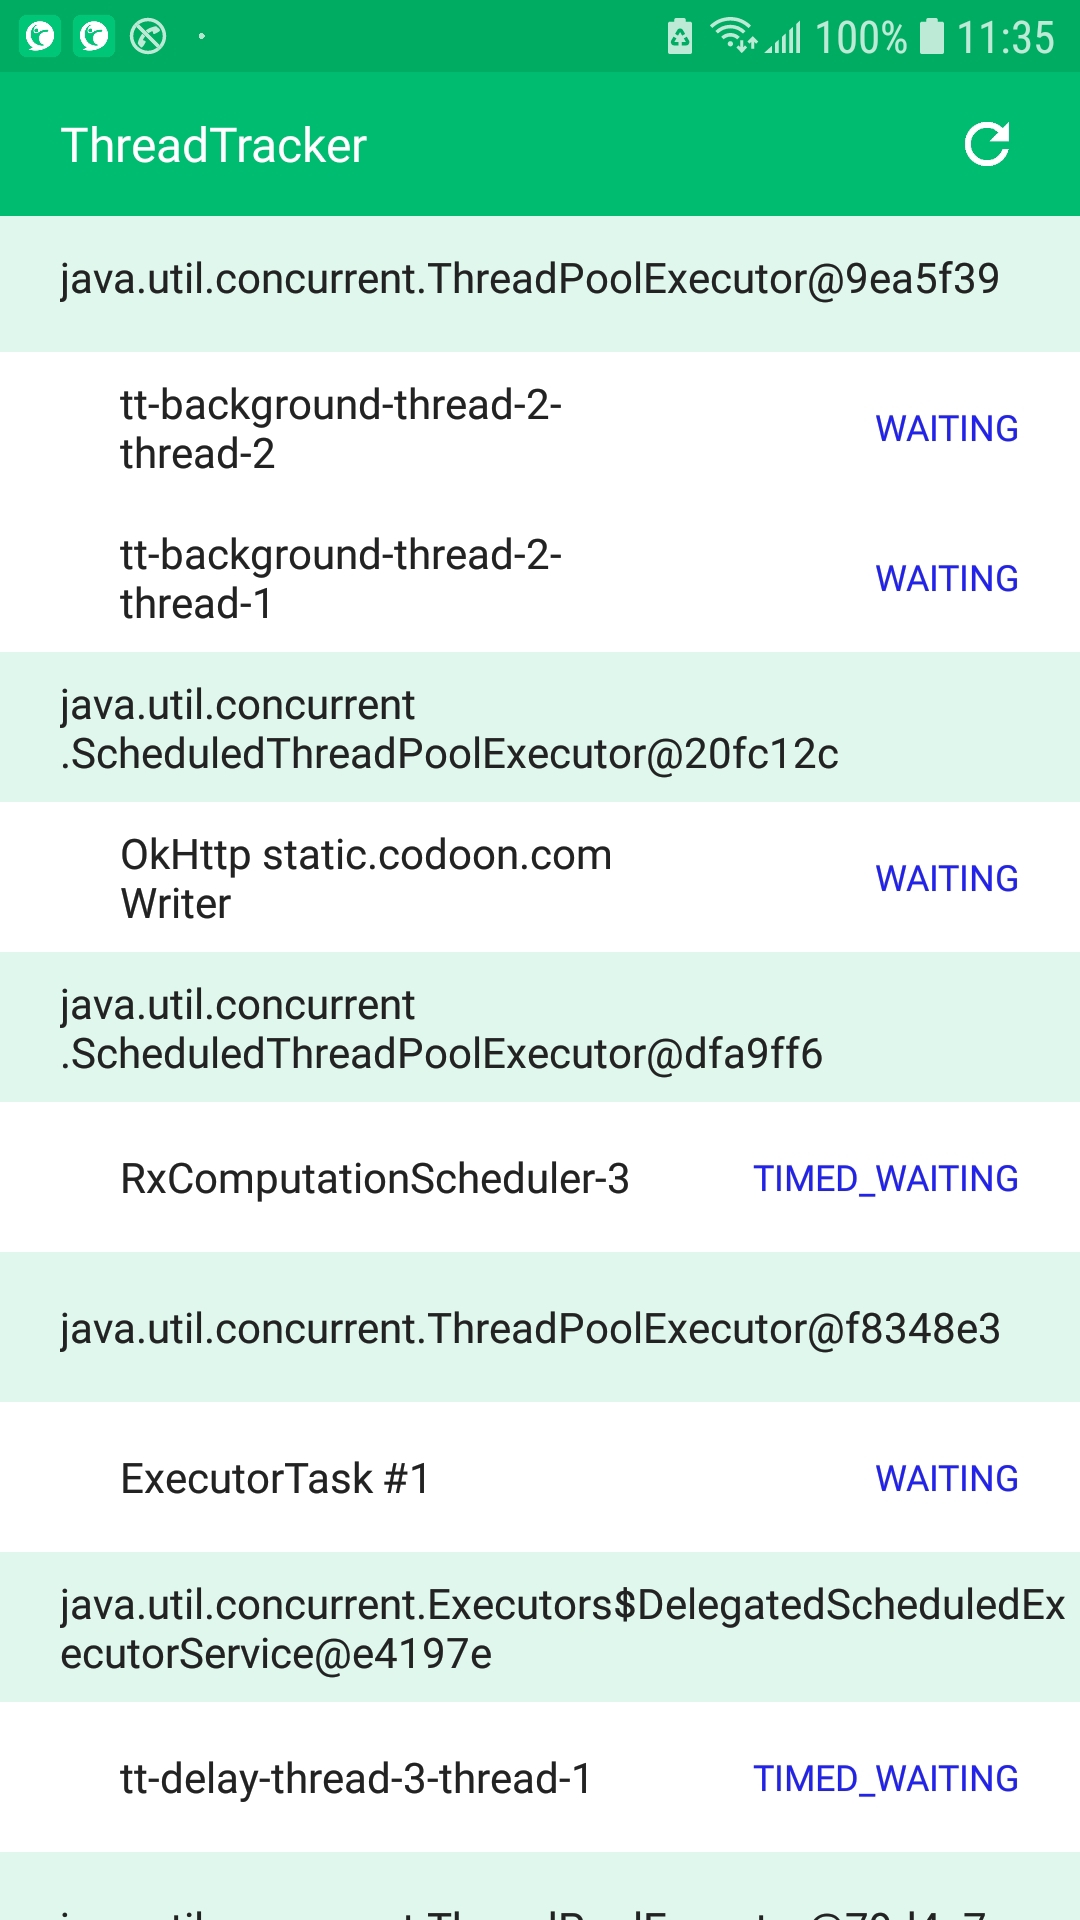 100% 11:35
ThreadTracker
java.util.concurrent.ThreadPoolExecutor@9ea5f39
tt-background-thread-2-
thread-2
WAITING
tt-background-thread-2-
thread-1
WAITING
java.util.concurrent
.ScheduledThreadPoolExecutor@20fc12c
OkHttp static.codoon.com
Writer
WAITING
java.util.concurrent
.ScheduledThreadPoolExecutor@dfa9ff6
RxComputationScheduler-3
TIMED_WAITING
java.util.concurrent.ThreadPoolExecutor@f8348e3
ExecutorTask #1
WAITING
java.util.concurrent.Executors$DelegatedScheduledEx
ecutorService@e4197e
tt-delay-thread-3-thread-1
TIMED_WAITING